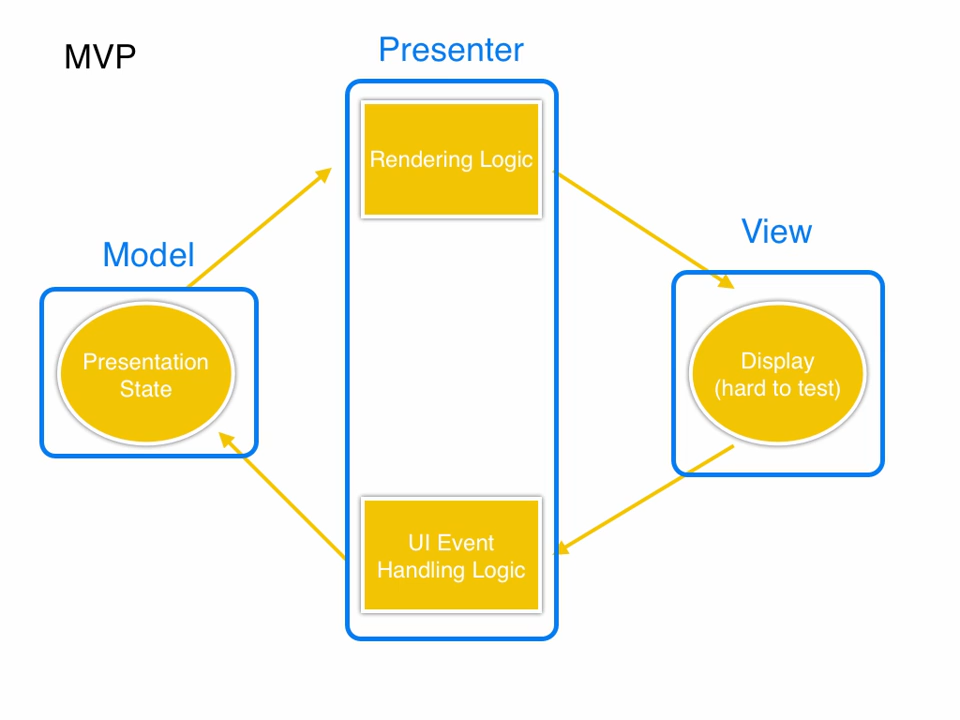 MVP
Presenter
Rendering Logic
View
Model
Presentation
State
Display
(hard to test)
UI Event
Handling Logic